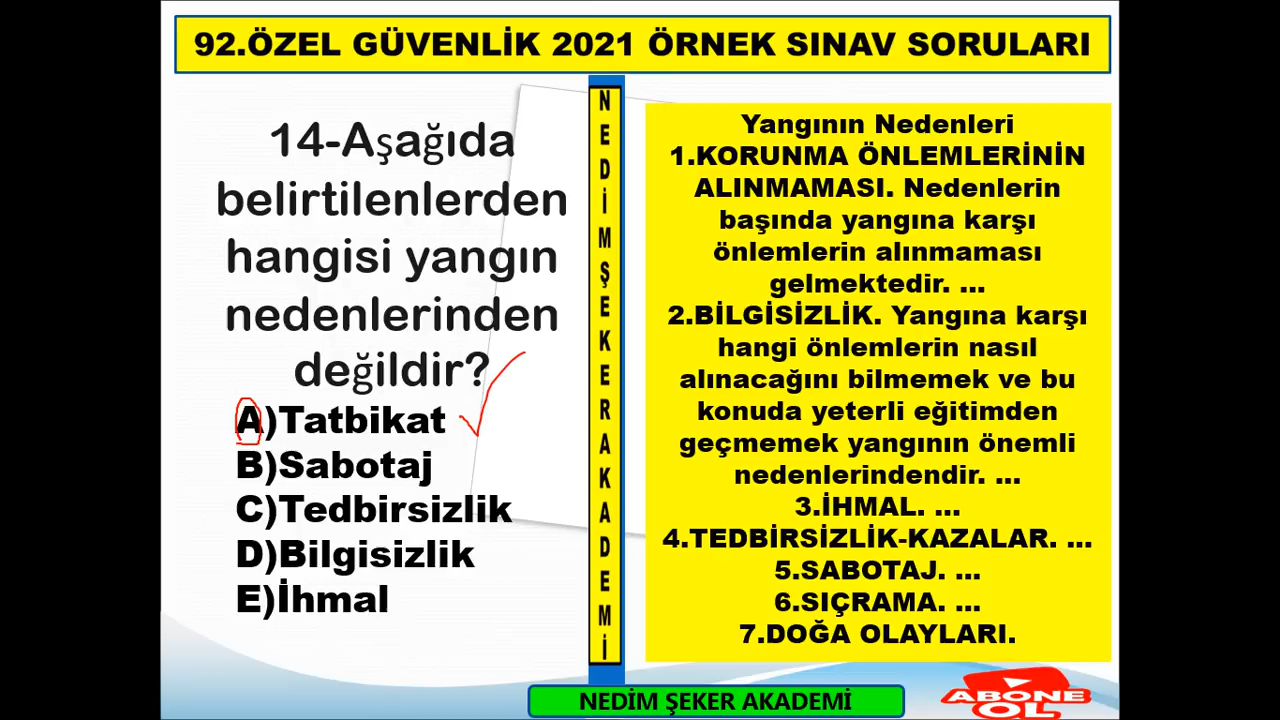 92.ÖZEL GÜVENLİK 2021 ÖRNEK SINAV SORULARI
14-Aşağıda
belirtilenlerden
hangisi yangın
nedenlerinden
değildir?
A)Tatbikat
B)Sabotaj
C)Tedbirsizlik
D)Bilgisizlik
E)İhmal
NEDİMŞEKERAKADEMİ
Yangının Nedenleri
1.KORUNMA ÖNLEMLERİNİN
ALINMAMASI. Nedenlerin
başında yangına karşı
önlemlerin alınmaması
gelmektedir. ...
2.BİLGİSİZLİK. Yangına karşı
hangi önlemlerin nasıl
alınacağını bilmemek ve bu
konuda yeterli eğitimden
geçmemek yangının önemli
nedenlerindendir. ...
3.İHMAL. ...
4.TEDBİRSİZLİK-KAZALAR. ...
5.SABOTAJ. ...
6.SIÇRAMA. ...
7.DOĞA OLAYLARI.
NEDİM ŞEKER AKADEMİ
ABONE
OL